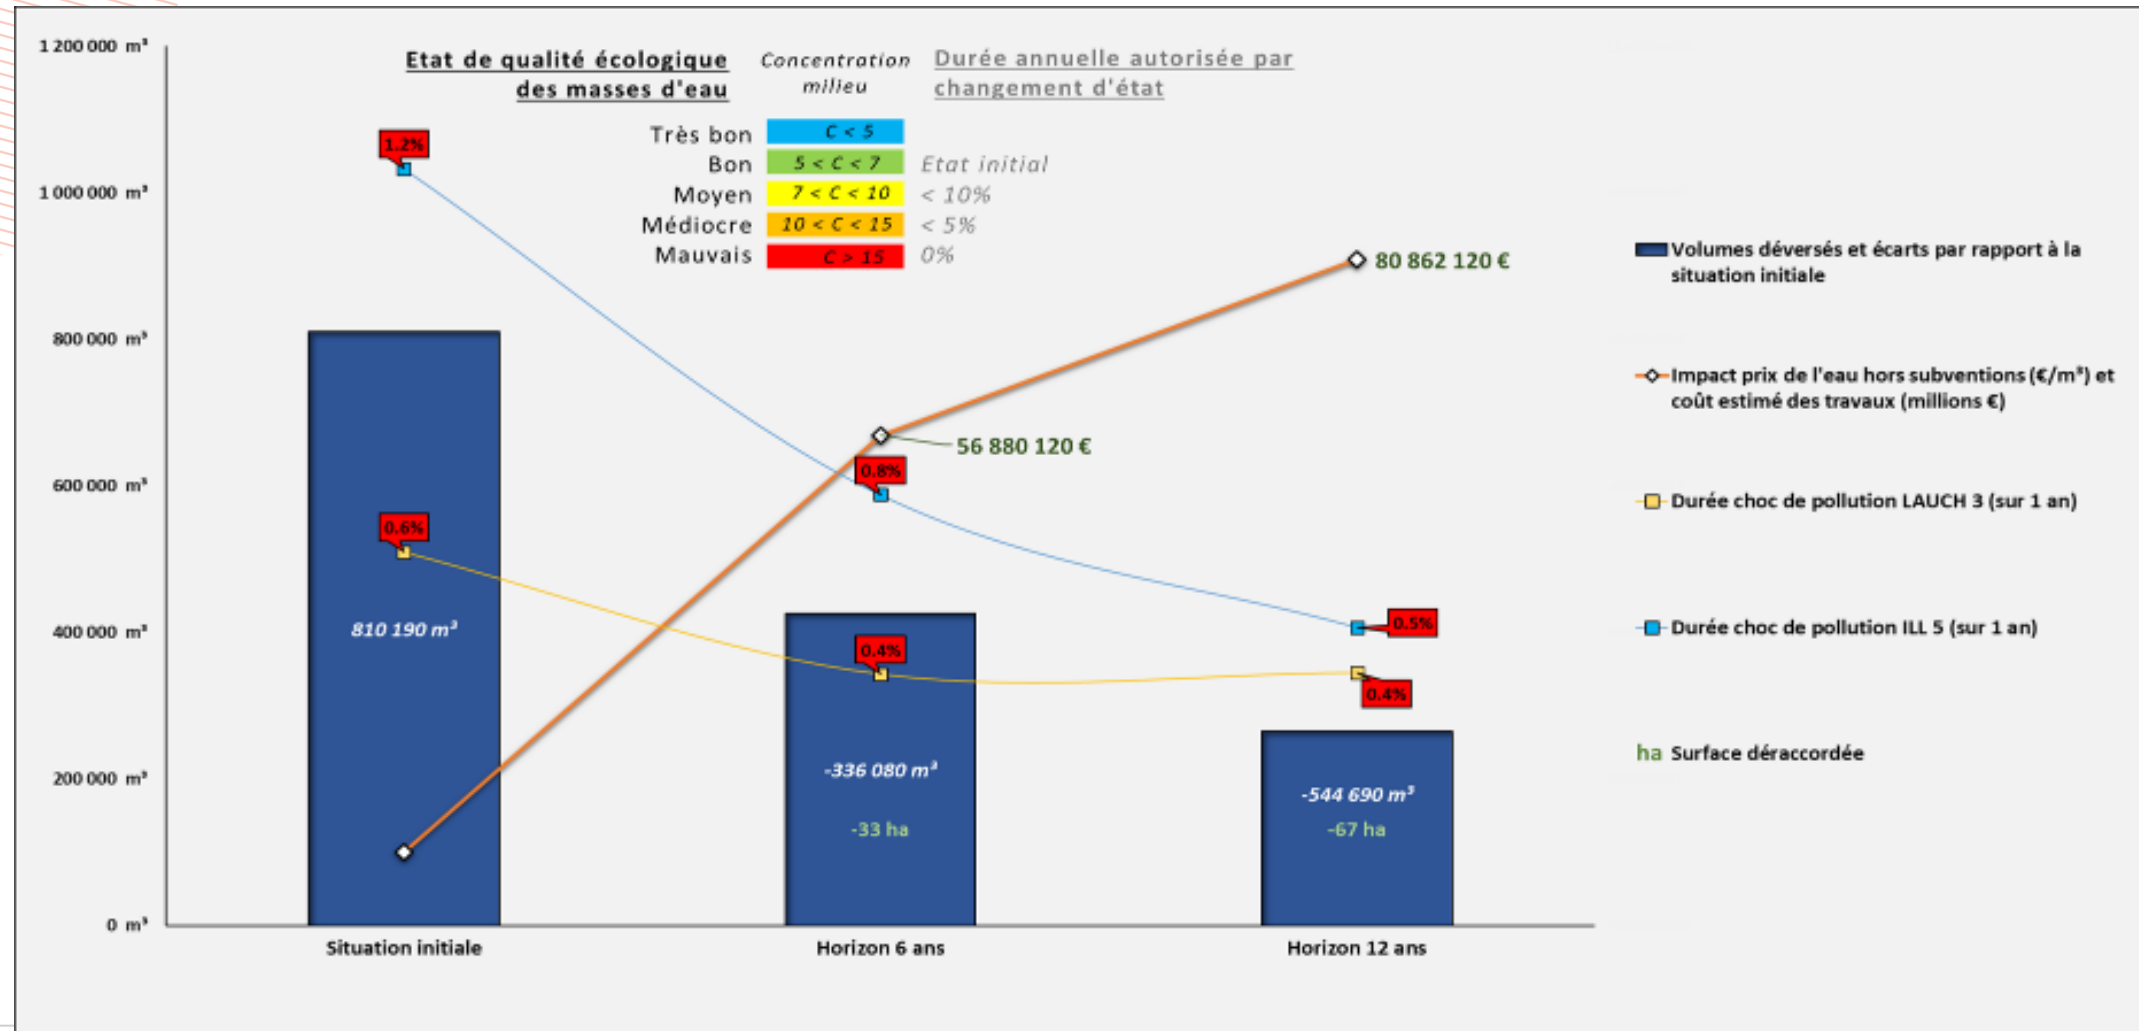 1 200 000 m³
1 000 000 m³
800 000 m³
600 000 m³
400 000 m³
200 000 m³
0 m³
Etat de qualité écologique
des masses d'eau
Concentration
milieu
Durée annuelle autorisée par
changement d'état
Très bon C < 5
Bon 5 < C < 7 Etat initial
Moyen 7 < C < 10 < 10%
Médiocre 10 < C < 15 < 5%
Mauvais C > 15 0%
1.2%
0.6%
810 190 m³
0.8%
56 880 120 €
0.4%
-336 080 m³
-33 ha
80 862 120 €
0.5%
0.4%
-544 690 m³
-67 ha
Situation initiale
Horizon 6 ans
Horizon 12 ans
Volumes déversés et écarts par rapport à la
situation initiale
Impact prix de l'eau hors subventions (€/m³) et
coût estimé des travaux (millions €)
Durée choc de pollution LAUCH 3 (sur 1 an)
Durée choc de pollution ILL 5 (sur 1 an)
ha Surface déraccordée